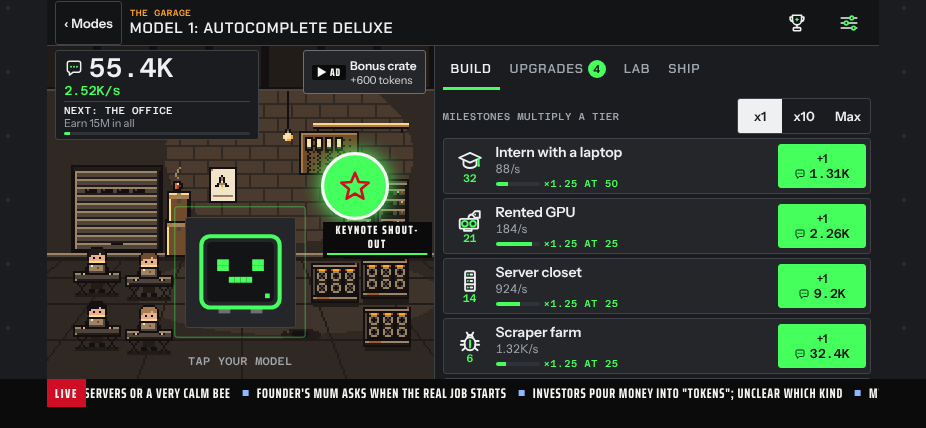 ‹ Modes
THE GARAGE
MODEL 1: AUTOCOMPLETE DELUXE
55.4K
2.52K/s
NEXT: THE OFFICE
Earn 15M in all
AD
Bonus crate
+600 tokens
KEYNOTE SHOUT-
OUT
TAP YOUR MODEL
BUILD
UPGRADES 4
LAB
SHIP
MILESTONES MULTIPLY A TIER
x1
x10
Max
Intern with a laptop
88/s
32
×1.25 AT 50
+1
1.31K
Rented GPU
184/s
21
×1.25 AT 25
+1
2.26K
Server closet
924/s
14
×1.25 AT 25
+1
9.2K
Scraper farm
1.32K/s
6
×1.25 AT 25
+1
32.4K
LIVE
SERVERS OR A VERY CALM BEE ■ FOUNDER'S MUM ASKS WHEN THE REAL JOB STARTS ■ INVESTORS POUR MONEY INTO "TOKENS"; UNCLEAR WHICH KIND ■ M